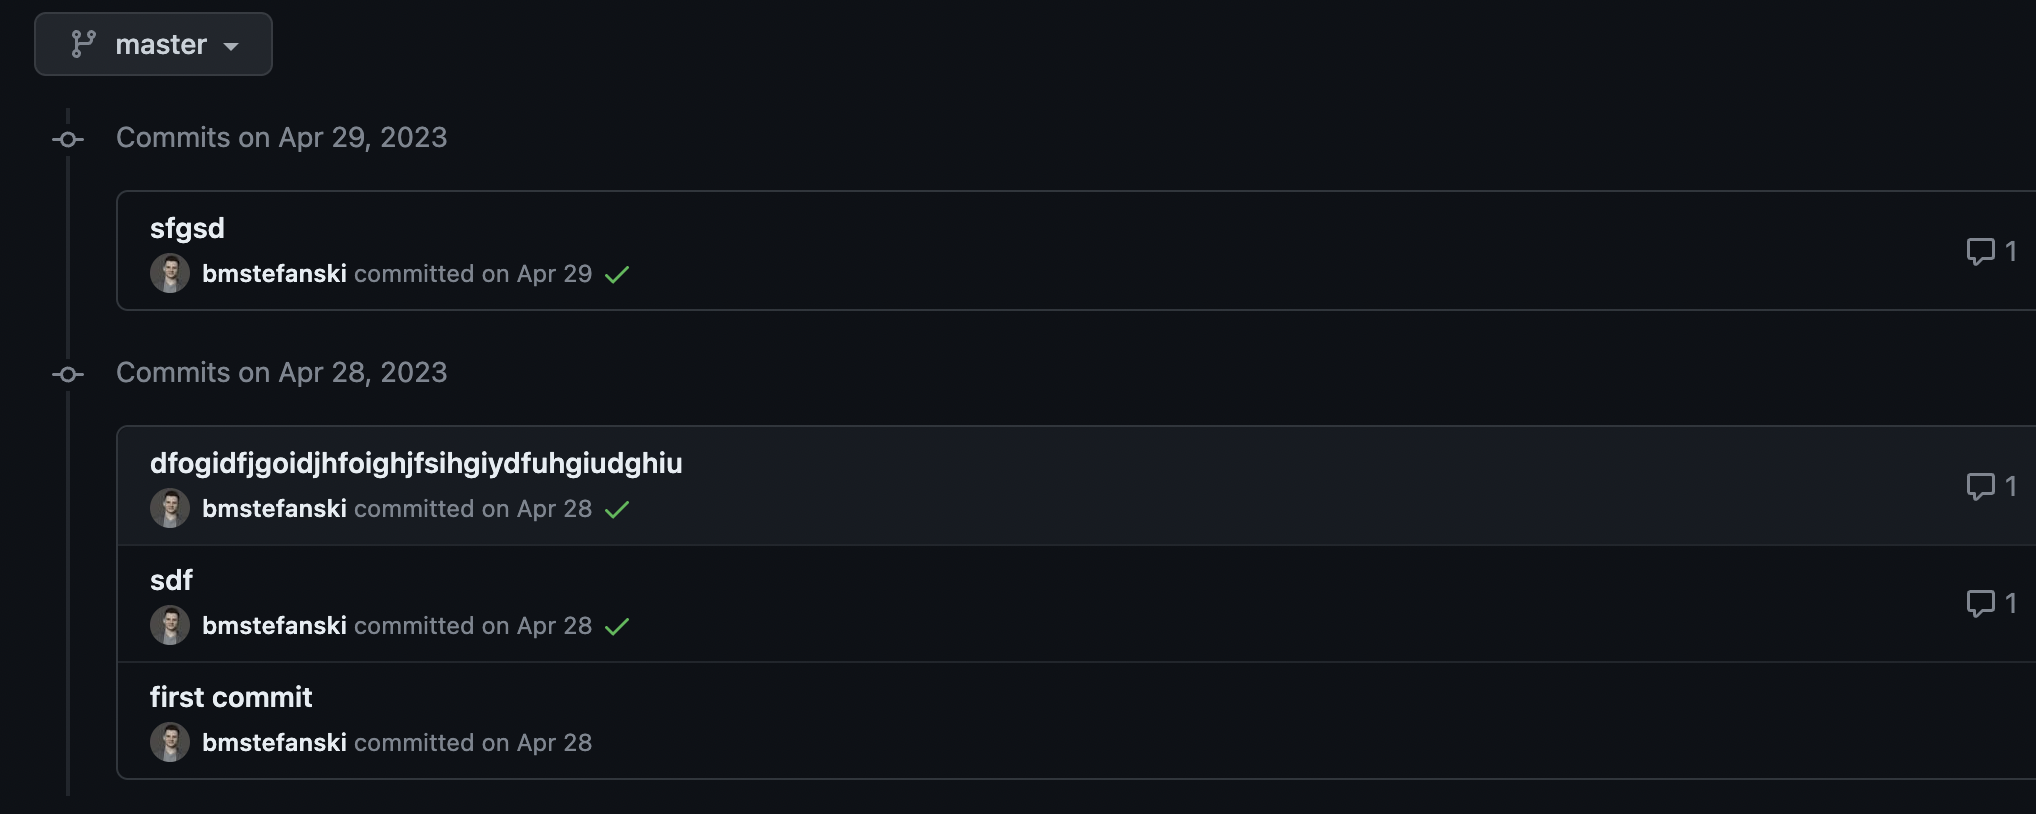 master
Commits on Apr 29, 2023
sfgsd
bmstefanski committed on Apr 29
1
Commits on Apr 28, 2023
dfogidfjgoidjhfoighjfsihgiydfuhgiudghiu
bmstefanski committed on Apr 28
1
sdf
bmstefanski committed on Apr 28
1
first commit
bmstefanski committed on Apr 28